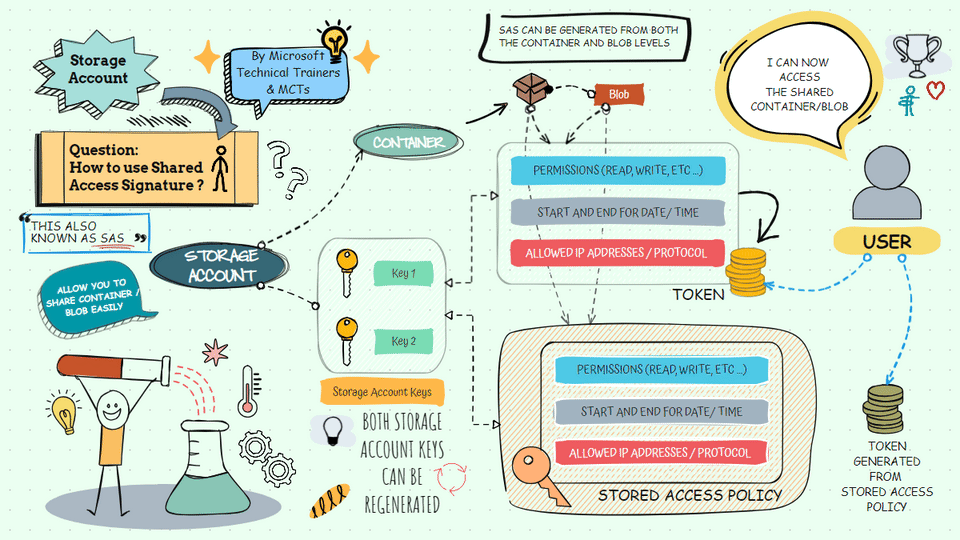 Storage
Account
By Microsoft
Technical Trainers
& MCTs
SAS CAN BE GENERATED FROM BOTH
THE CONTAINER AND BLOB LEVELS
I CAN NOW
ACCESS
THE SHARED
CONTAINER/BLOB
Question:
How to use Shared
Access Signature ?
CONTAINER
Blob
"THIS ALSO
KNOWN AS SAS"
STORAGE
ACCOUNT
ALLOW YOU TO
SHARE CONTAINER /
BLOB EASILY
Key 1
Key 2
Storage Account Keys
BOTH STORAGE
ACCOUNT KEYS
CAN BE
REGENERATED
PERMISSIONS (READ, WRITE, ETC ...)
START AND END FOR DATE/ TIME
ALLOWED IP ADDRESSES / PROTOCOL
TOKEN
USER
PERMISSIONS (READ, WRITE, ETC ...)
START AND END FOR DATE/ TIME
ALLOWED IP ADDRESSES / PROTOCOL
STORED ACCESS POLICY
TOKEN
GENERATED
FROM
STORED ACCESS
POLICY